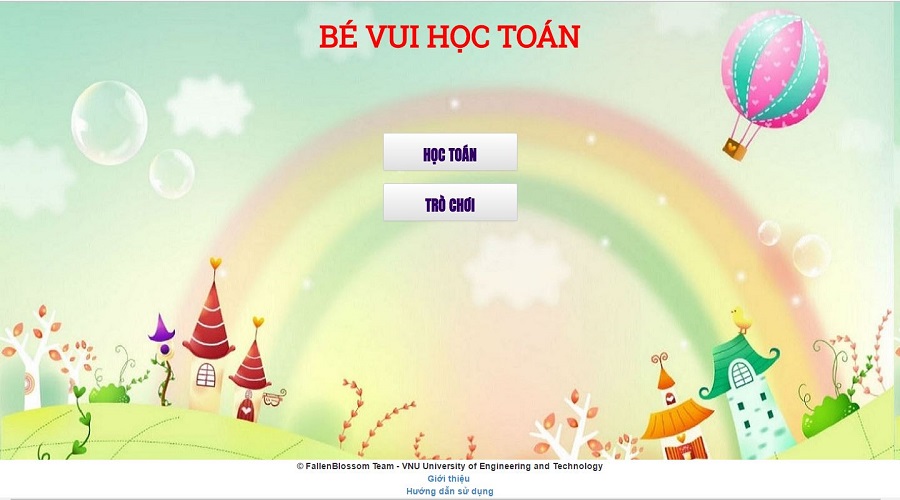 BÉ VUI HỌC TOÁN
HỌC TOÁN
TRÒ CHƠI
© FallenBlossom Team - VNU University of Engineering and Technology
Giới thiệu
Hướng dẫn sử dụng